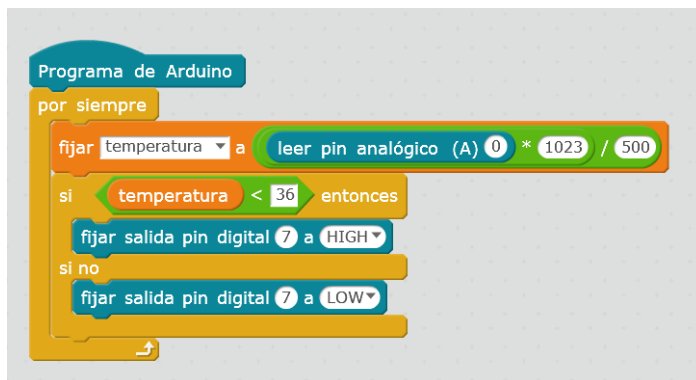 Programa de Arduino
por siempre
fijar temperatura a leer pin analógico (A) 0 * 1023 / 500
si temperatura < 36 entonces
fijar salida pin digital 7 a HIGH
si no
fijar salida pin digital 7 a LOW